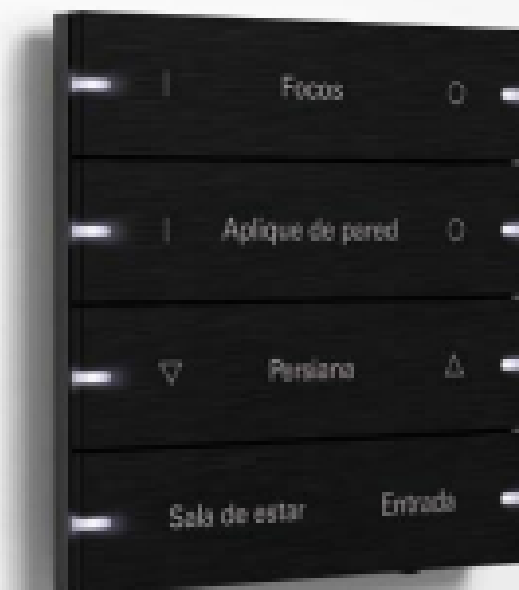 I Focos O
I Aplique de pared O
▽ Persiana △
Sala de estar Entrada